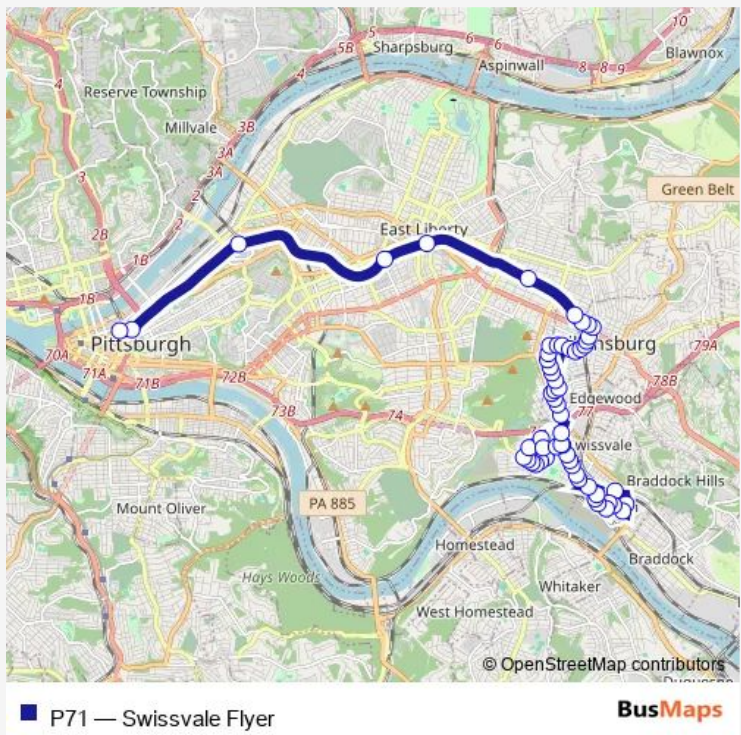 10
5
5B
Sharpsburg
6
6
Blawnox
4
Aspinwall
8
8
9
4
Reserve Township
Millvale
3B
3A
3A
3
2
Green Belt
2
2B
East Liberty
1B
1B
Pittsburgh
nsburg
79A
70A
71A
71B
72B
78B
73B
74
Edgewood
77
wissvale
Braddock Hills
PA 885
Mount Oliver
Homestead
Braddock
Hays Woods
Whitaker
West Homestead
© OpenStreetMap contributors
P71 — Swissvale Flyer
BusMaps